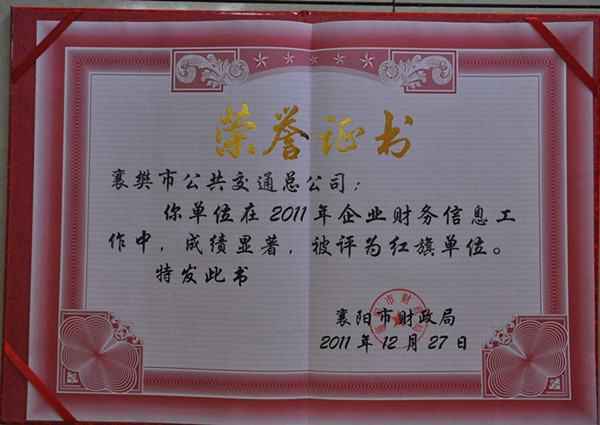 荣誉证书
襄樊市公共交通总公司：
你单位在2011年企业财务信息工
作中，成绩显著，被评为红旗单位。
特发此书
襄阳市财政局
2011年12月27日